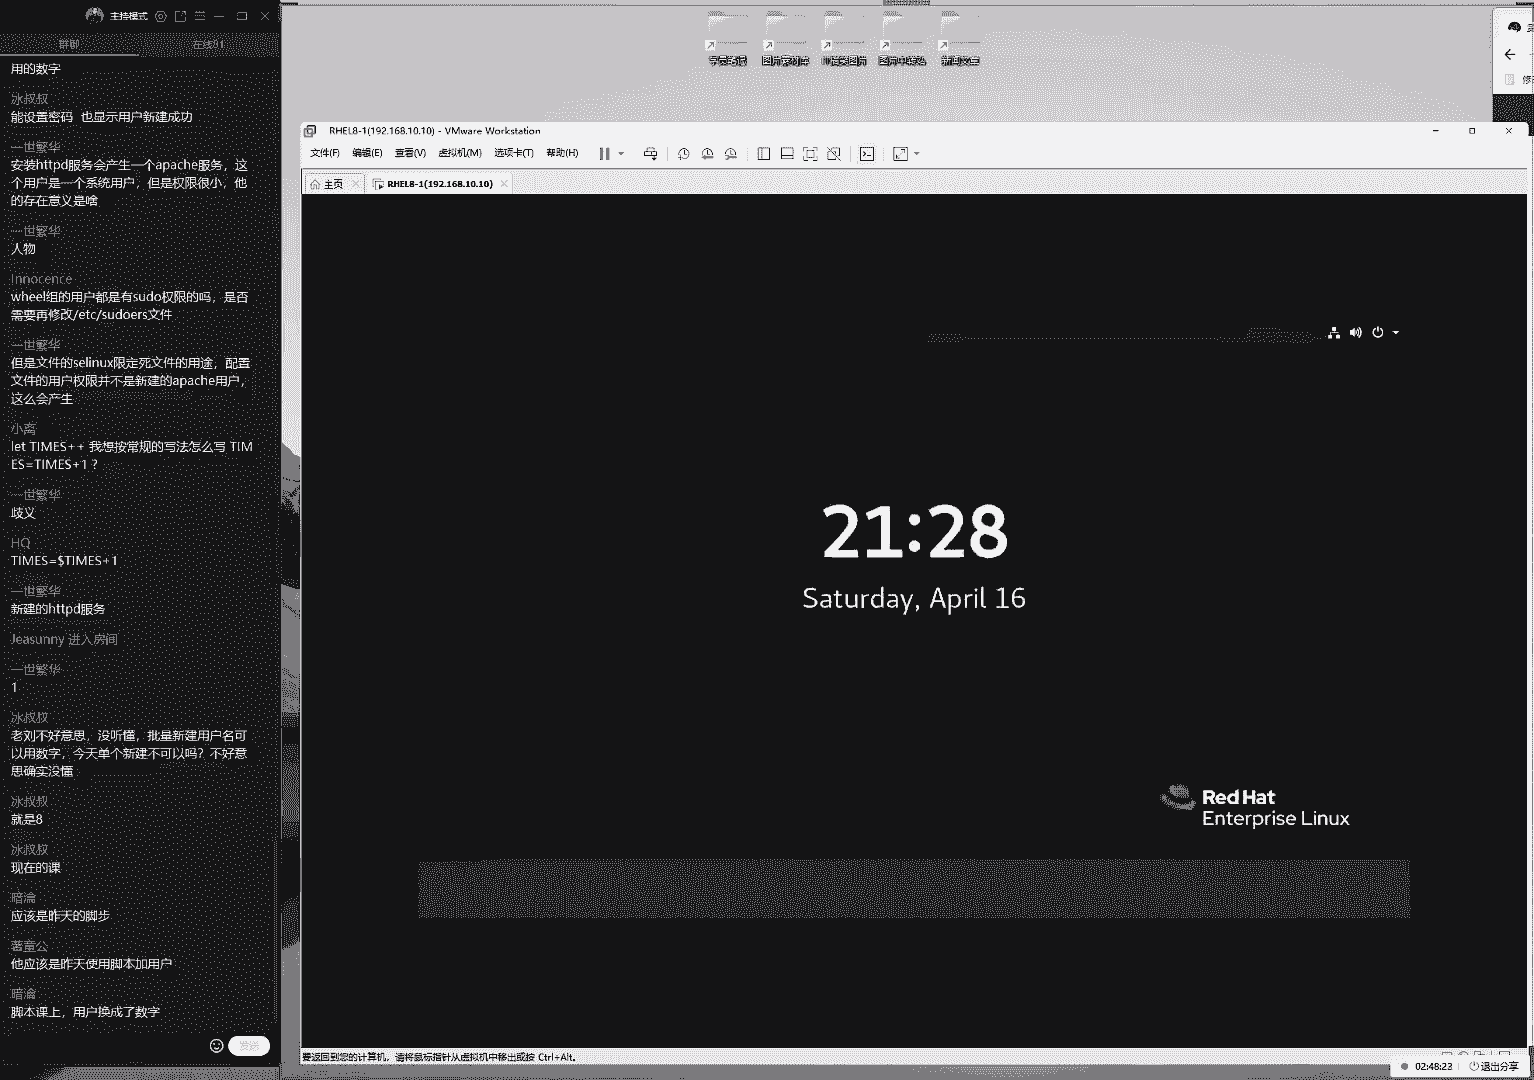 主持模式
群聊
用的数字
冰叔叔
能设置密码 也显示用户新建成功
一世繁华
安装httpd服务会产生一个apache服务，这
个用户是一个系统用户，但是权限很小，他
的存在意义是啥
一世繁华
人物
Innocence
wheel组的用户都是有sudo权限的吗，是否
需要再修改/etc/sudoers文件
一世繁华
但是文件的selinux限定死文件的用途，配置
文件的用户权限并不是新建的apache用户，
这么会产生
小离
let TIMES++ 我想按常规的写法怎么写 TIM
ES=TIMES+1？
一世繁华
歧义
HQ
TIMES=$TIMES+1
一世繁华
新建的httpd服务
Jeasunny 进入房间
一世繁华
1
冰叔叔
老刘不好意思，没听懂，批量新建用户名可
以用数字，今天单个新建不可以吗？不好意
思确实没懂
冰叔叔
就是8
冰叔叔
现在的课
应该是昨天的脚步
他应该是昨天使用脚本加用户
脚本课上，用户换成了数字
发送
RHEL8-1(192.168.10.10) - VMware Workstation
文件(F) 编辑(E) 查看(V) 虚拟机(M) 选项卡(T) 帮助(H)
主页 RHEL8-1(192.168.10.10)
21:28
Saturday, April 16
Red Hat
Enterprise Linux
要返回到您的计算机，请将鼠标指针从虚拟机中移出或按 Ctrl+Alt。
02:48:23 退出分享